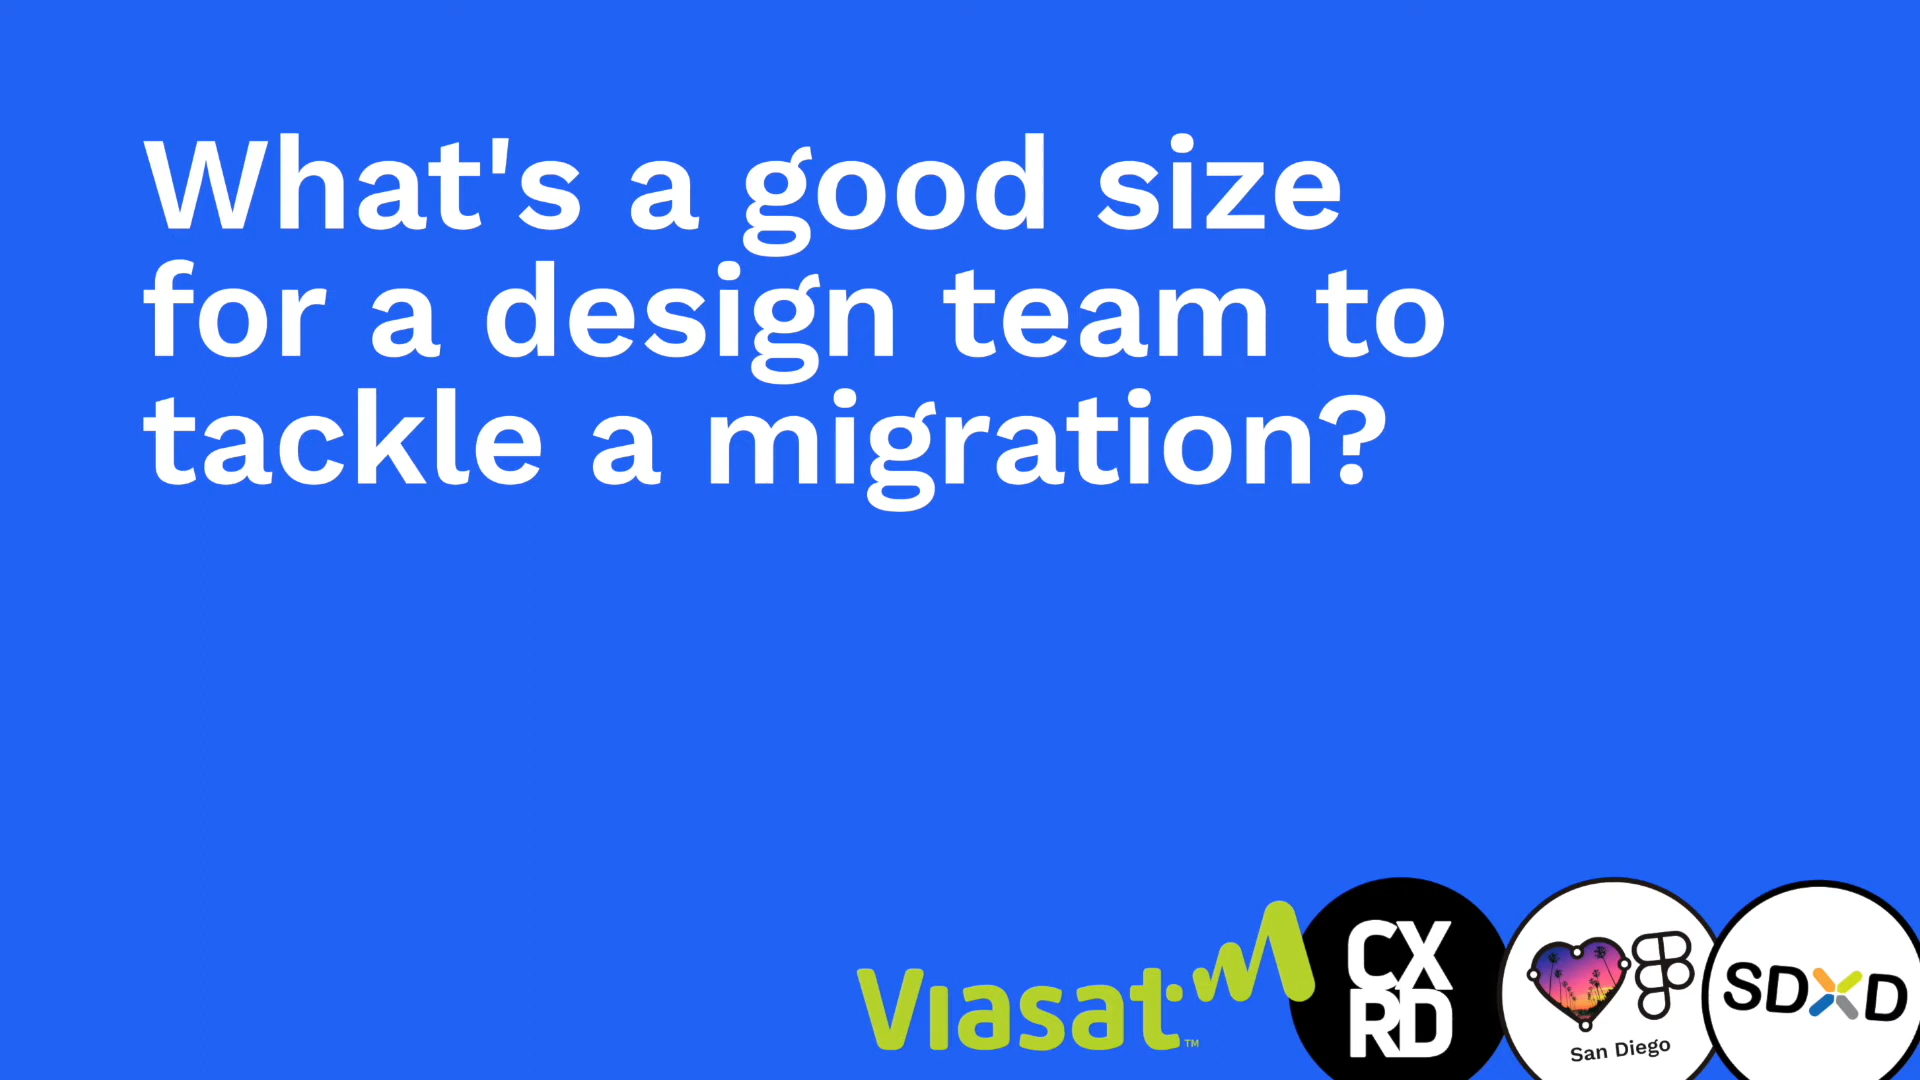 What's a good size
for a design team to
tackle a migration?
Viasat™
CX
RD
San Diego
SDXD